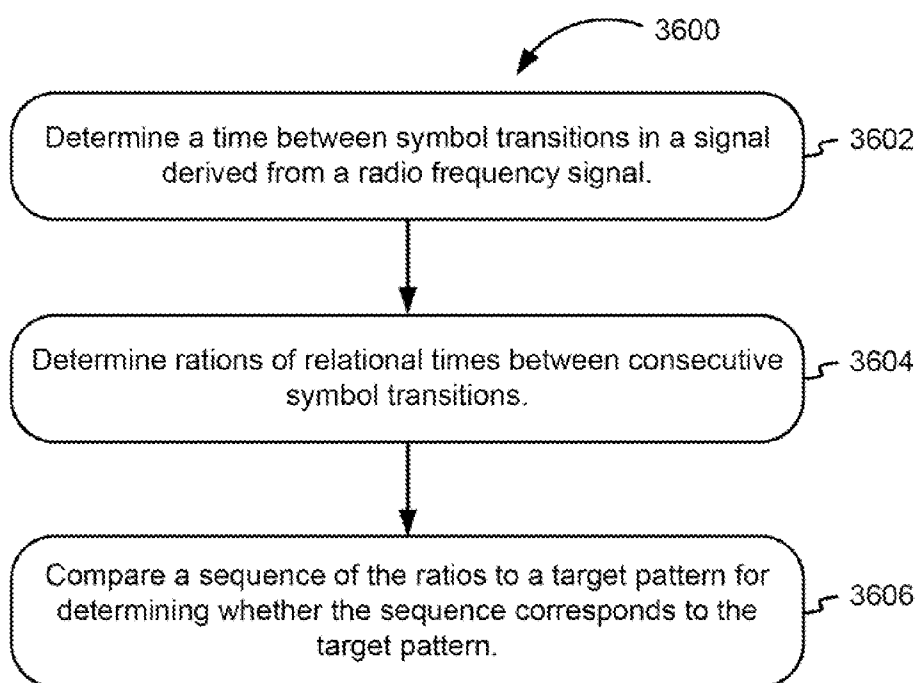 3600
Determine a time between symbol transitions in a signal
derived from a radio frequency signal.
3602
Determine rations of relational times between consecutive
symbol transitions.
3604
Compare a sequence of the ratios to a target pattern for
determining whether the sequence corresponds to the
target pattern.
3606